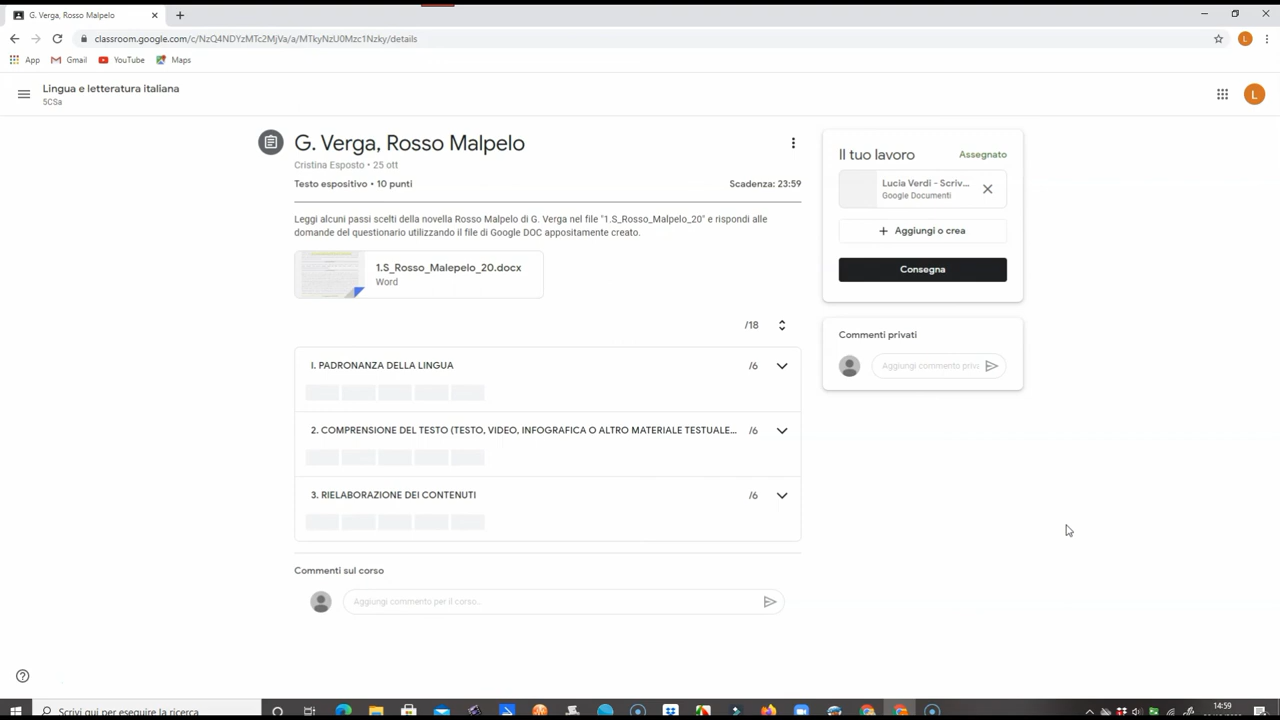 G. Verga, Rosso Malpelo
classroom.google.com/c/NzQ4NDYzMTc2MjVa/a/MTkyNzU0Mzc1Nzky/details
App Gmail YouTube Maps
Lingua e letteratura italiana
5CSa
L
G. Verga, Rosso Malpelo
Cristina Esposto • 25 ott
Testo espositivo • 10 punti
Scadenza: 23:59
Leggi alcuni passi scelti della novella Rosso Malpelo di G. Verga nel file "1.S_Rosso_Malpelo_20" e rispondi alle
domande del questionario utilizzando il file di Google DOC appositamente creato.
1.S_Rosso_Malepelo_20.docx
Word
/18
I. PADRONANZA DELLA LINGUA /6
2. COMPRENSIONE DEL TESTO (TESTO, VIDEO, INFOGRAFICA O ALTRO MATERIALE TESTUALE... /6
3. RIELABORAZIONE DEI CONTENUTI /6
Commenti sul corso
Aggiungi commento per il corso..
Il tuo lavoro
Assegnato
Lucia Verdi - Scriv...
Google Documenti
Aggiungi o crea
Consegna
Commenti privati
Aggiungi commento priva
Scrivi qui per eseguire la ricerca
14:59